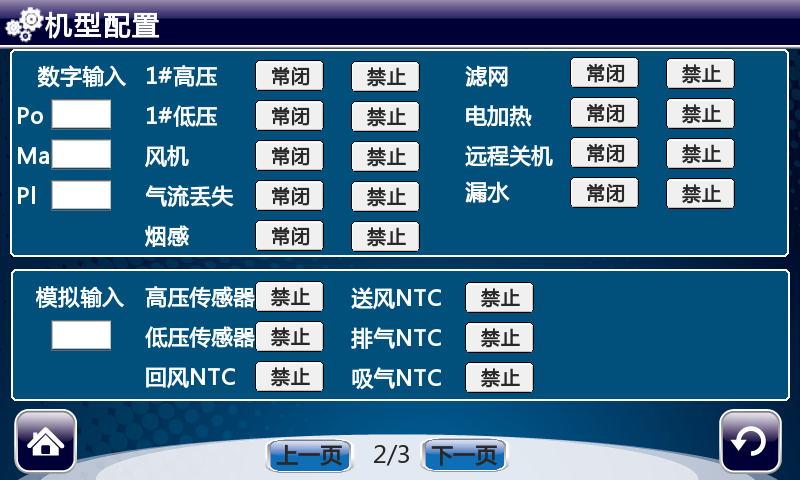 机型配置
数字输入 1#高压 常闭 禁止 滤网 常闭 禁止
Po 1#低压 常闭 禁止 电加热 常闭 禁止
Ma 风机 常闭 禁止 远程关机 常闭 禁止
Pl 气流丢失 常闭 禁止 漏水 常闭 禁止
烟感 常闭 禁止
模拟输入 高压传感器 禁止 送风NTC 禁止
低压传感器 禁止 排气NTC 禁止
回风NTC 禁止 吸气NTC 禁止
上一页 2/3 下一页